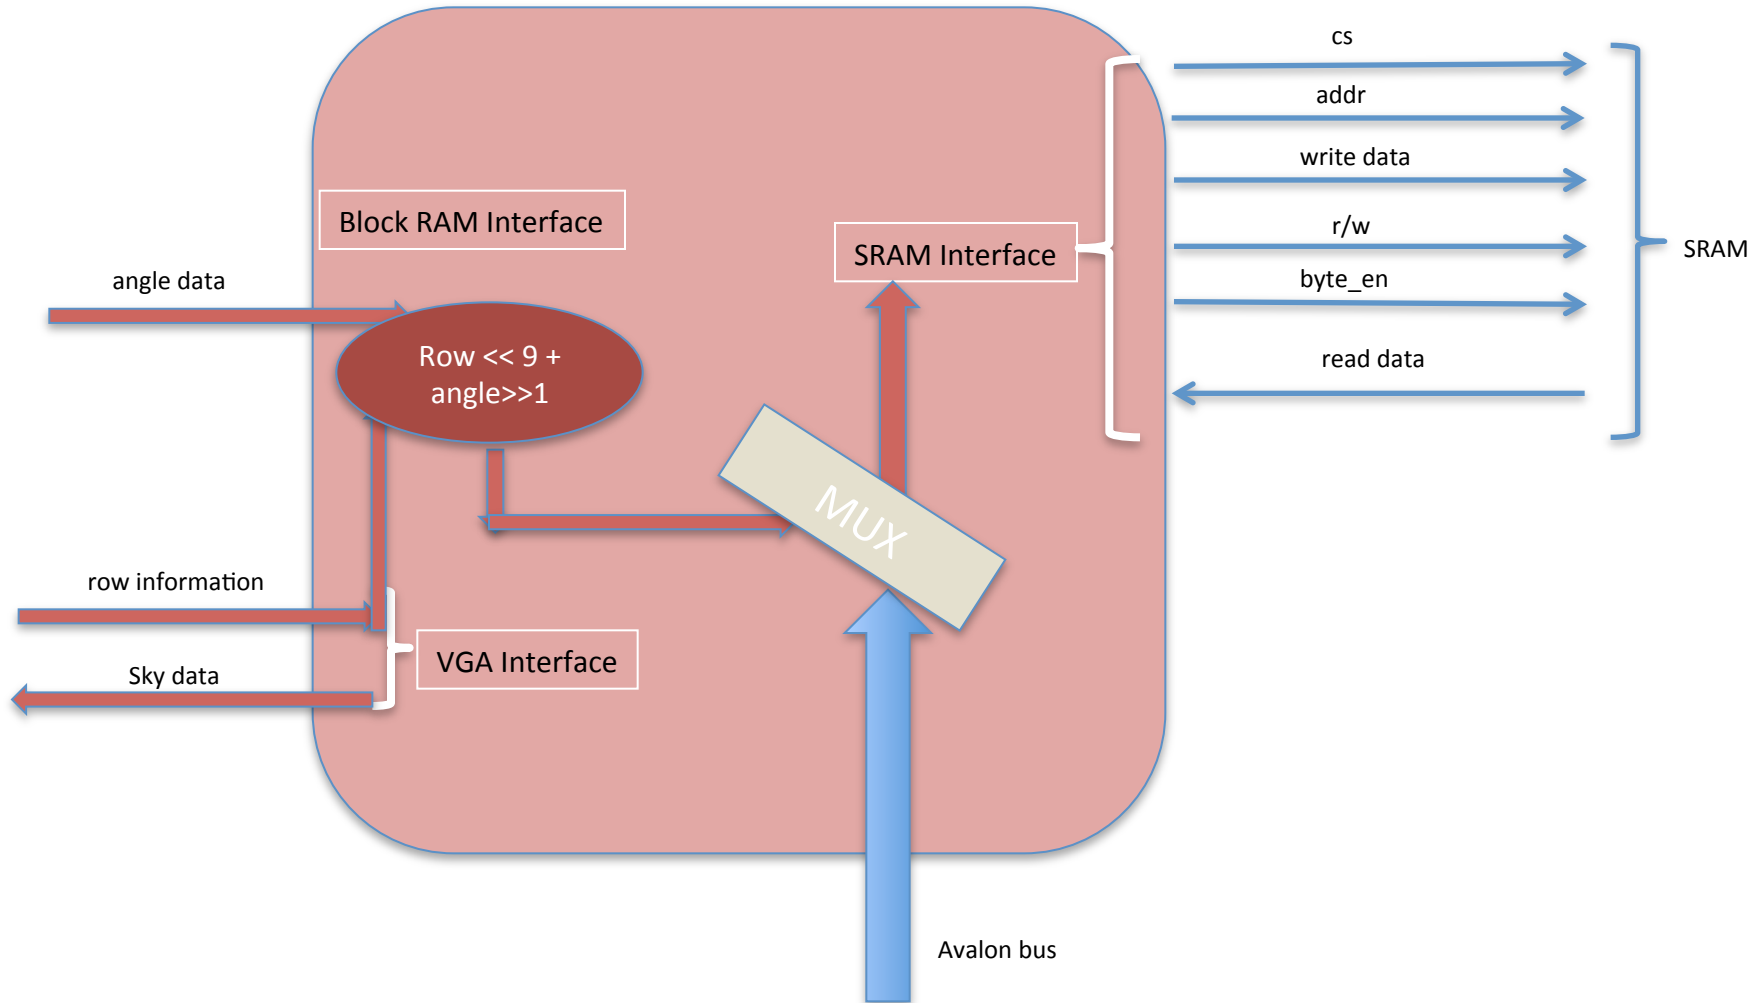 cs
addr
write data
r/w
byte_en
read data
SRAM
Block RAM Interface
SRAM Interface
angle data
Row << 9 +
angle>>1
MUX
row information
VGA Interface
Sky data
Avalon bus